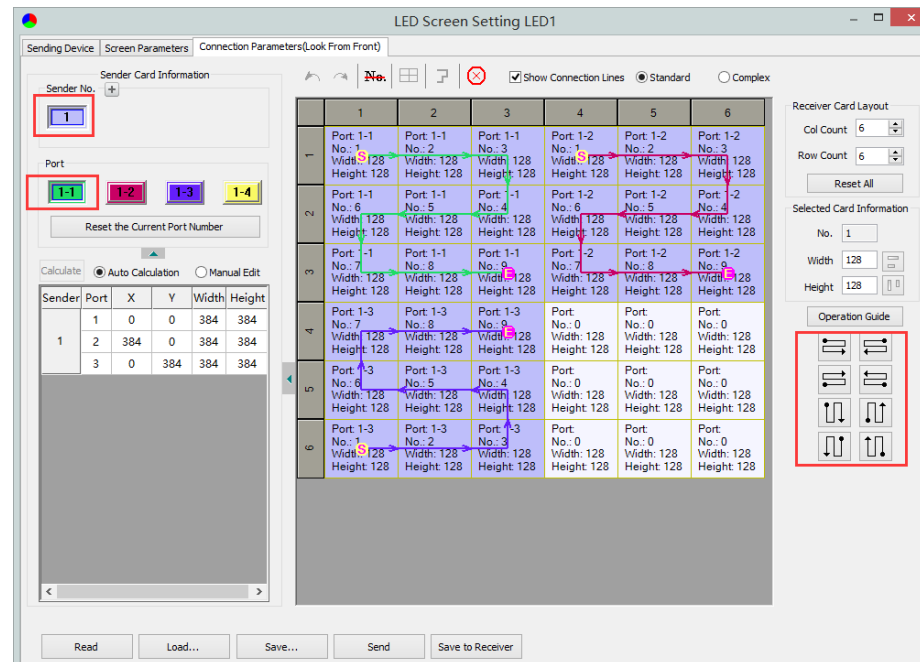 LED Screen Setting LED1
Sending Device Screen Parameters Connection Parameters(Look From Front)
Sender Card Information
Sender No. +
1
Port
1-1 1-2 1-3 1-4
Reset the Current Port Number
Calculate Auto Calculation Manual Edit
Sender Port X Y Width Height
1 0 0 384 384
1 2 384 0 384 384
3 0 384 384 384
No. Show Connection Lines Standard Complex
1 2 3 4 5 6
Port: 1-1 Port: 1-1 Port: 1-1 Port: 1-2 Port: 1-2 Port: 1-2
No.: 1 No.: 2 No.: 3 No.: 1 No.: 2 No.: 3
1 Width: 128 Width: 128 Width: 128 Width: 128 Width: 128 Width: 128
S S
Height: 128 Height: 128 Height: 128 Height: 128 Height: 128 Height: 128
Port: 1-1 Port: 1-1 Port: 1-1 Port: 1-2 Port: 1-2 Port: 1-2
No.: 6 No.: 5 No.: 4 No.: 6 No.: 5 No.: 4
2 Width: 128 Width: 128 Width: 128 Width: 128 Width: 128 Width: 128
Height: 128 Height: 128 Height: 128 Height: 128 Height: 128 Height: 128
Port: 1-1 Port: 1-1 Port: 1-1 Port: 1-2 Port: 1-2 Port: 1-2
No.: 7 No.: 8 No.: 9 No.: 7 No.: 8 No.: 9
3 Width: 128 Width: 128 Width: 128 Width: 128 Width: 128 Width: 128
E E
Height: 128 Height: 128 Height: 128 Height: 128 Height: 128 Height: 128
Port: 1-3 Port: 1-3 Port: 1-3 Port: Port: Port:
No.: 7 No.: 8 No.: 9 No.: 0 No.: 0 No.: 0
4 Width: 128 Width: 128 Width: 128 Width: 128 Width: 128 Width: 128
E
Height: 128 Height: 128 Height: 128 Height: 128 Height: 128 Height: 128
Port: 1-3 Port: 1-3 Port: 1-3 Port: Port: Port:
No.: 6 No.: 5 No.: 4 No.: 0 No.: 0 No.: 0
5 Width: 128 Width: 128 Width: 128 Width: 128 Width: 128 Width: 128
Height: 128 Height: 128 Height: 128 Height: 128 Height: 128 Height: 128
Port: 1-3 Port: 1-3 Port: 1-3 Port: Port: Port:
No.: 1 No.: 2 No.: 3 No.: 0 No.: 0 No.: 0
6 Width: 128 Width: 128 Width: 128 Width: 128 Width: 128 Width: 128
S
Height: 128 Height: 128 Height: 128 Height: 128 Height: 128 Height: 128
Receiver Card Layout
Col Count 6
Row Count 6
Reset All
Selected Card Information
No. 1
Width 128
Height 128
Operation Guide
Read Load... Save... Send Save to Receiver